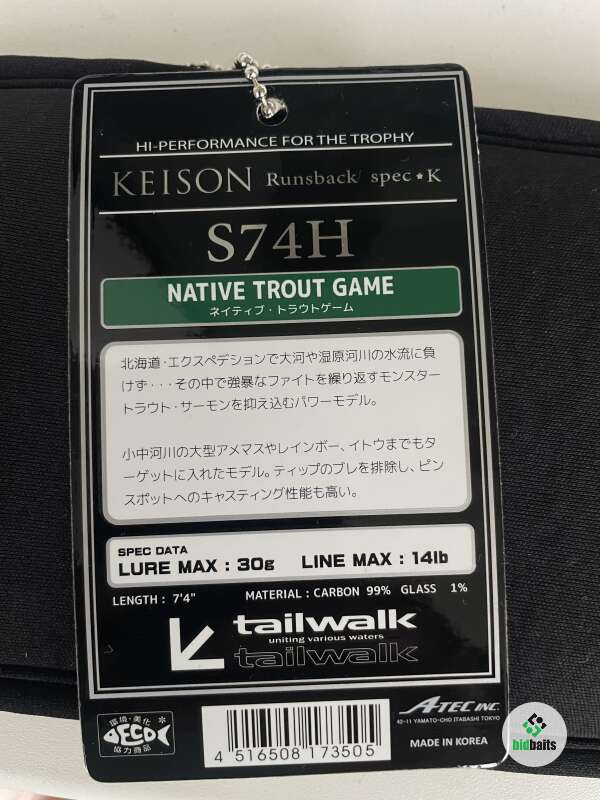 HI-PERFORMANCE FOR THE TROPHY
KEISON Runsback spec★K
S74H
NATIVE TROUT GAME
ネイティブ・トラウトゲーム
北海道・エクスペデションで大河や湿原河川の水流に負
けず・・・その中で強暴なファイトを繰り返すモンスター
トラウト・サーモンを抑え込むパワーモデル。
小中河川の大型アメマスやレインボー、イトウまでもタ
ーゲットに入れたモデル。ティップのブレを排除し、ピン
スポットへのキャスティング性能も高い。
SPEC DATA
LURE MAX : 30g LINE MAX : 14lb
LENGTH : 7'4" MATERIAL : CARBON 99% GLASS 1%
tailwalk
uniting various waters
tailwalk
環境・美化
ECO
協力商品
4 516508 173505
A-TEC INC.
42-11 YAMATO-CHO ITABASHI TOKYO
MADE IN KOREA
bidbaits